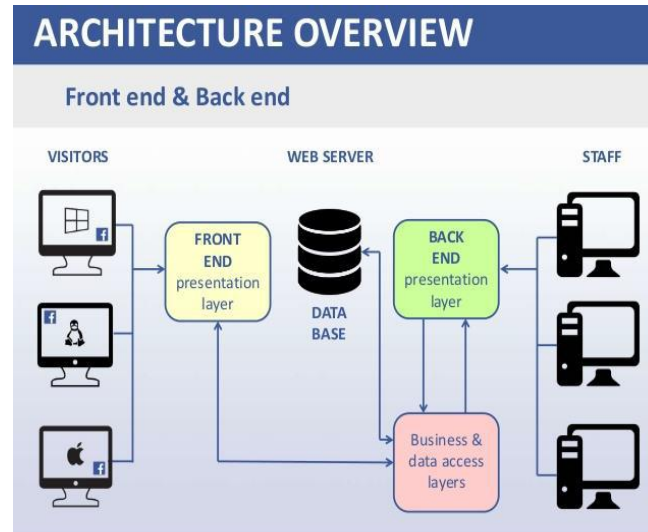 ARCHITECTURE OVERVIEW
Front end & Back end
VISITORS
WEB SERVER
STAFF
FRONT
END
presentation
layer
DATA
BASE
BACK
END
presentation
layer
Business &
data access
layers